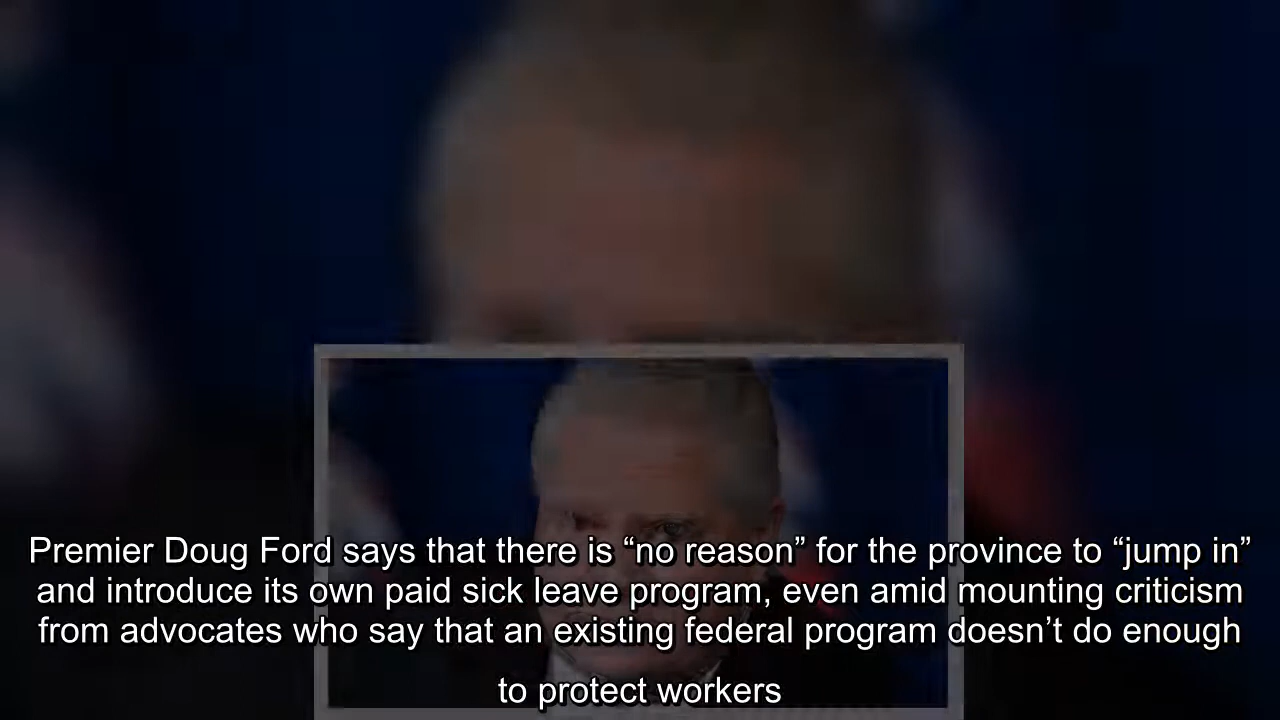 Premier Doug Ford says that there is “no reason” for the province to “jump in”
and introduce its own paid sick leave program, even amid mounting criticism
from advocates who say that an existing federal program doesn’t do enough
to protect workers